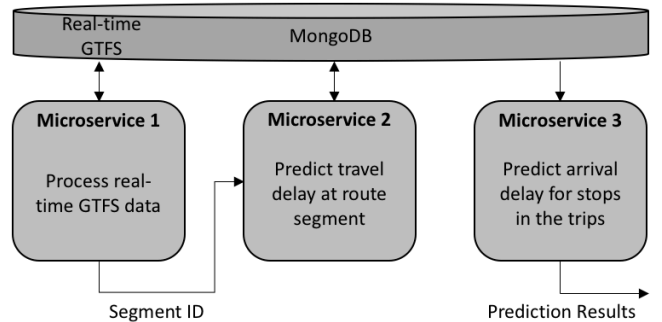 Real-time
GTFS
MongoDB
Microservice 1
Process real-
time GTFS data
Microservice 2
Predict travel
delay at route
segment
Microservice 3
Predict arrival
delay for stops
in the trips
Segment ID
Prediction Results